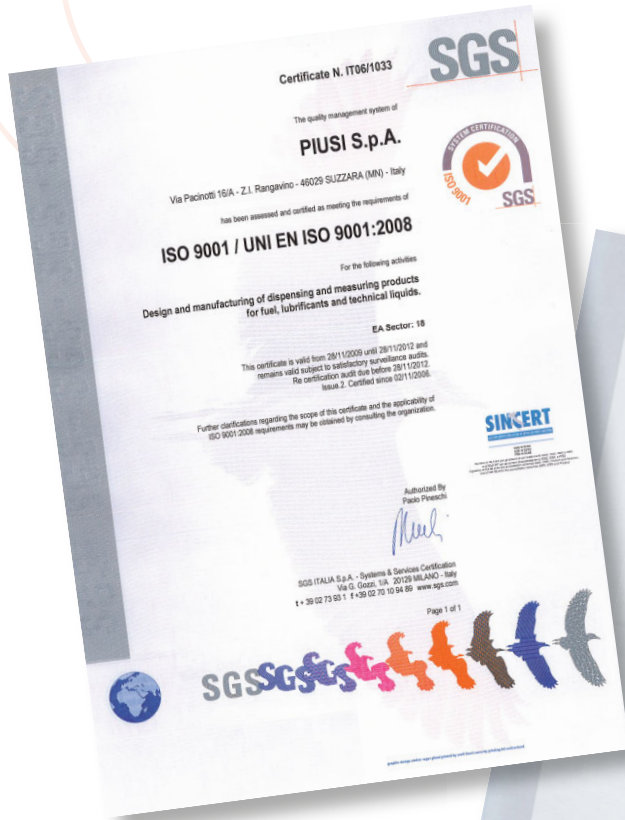 Certificate N. IT06/1033
SGS
The quality management system of
PIUSI S.p.A.
SYSTEM CERTIFICATION
ISO 9001
SGS
Via Pacinotti 16/A - Z.I. Rangavino - 46029 SUZZARA (MN) - Italy
has been assessed and certified as meeting the requirements of
ISO 9001 / UNI EN ISO 9001:2008
For the following activities
Design and manufacturing of dispensing and measuring products
for fuel, lubrificants and technical liquids.
EA Sector: 18
This certificate is valid from 28/11/2009 until 28/11/2012 and
remains valid subject to satisfactory surveillance audits.
Re certification audit due before 28/11/2012.
Issue 2. Certified since 02/11/2006.
Further clarifications regarding the scope of this certificate and the applicability of
ISO 9001:2008 requirements may be obtained by consulting the organization.
SINCERT
Authorized By
Paolo Pineschi
SGS ITALIA S.p.A. - Systems & Services Certification
Via G. Gozzi, 1/A 20129 MILANO - Italy
t + 39 02 73 93 1 f +39 02 70 10 94 89 www.sgs.com
Page 1 of 1
SGSSGSSGS